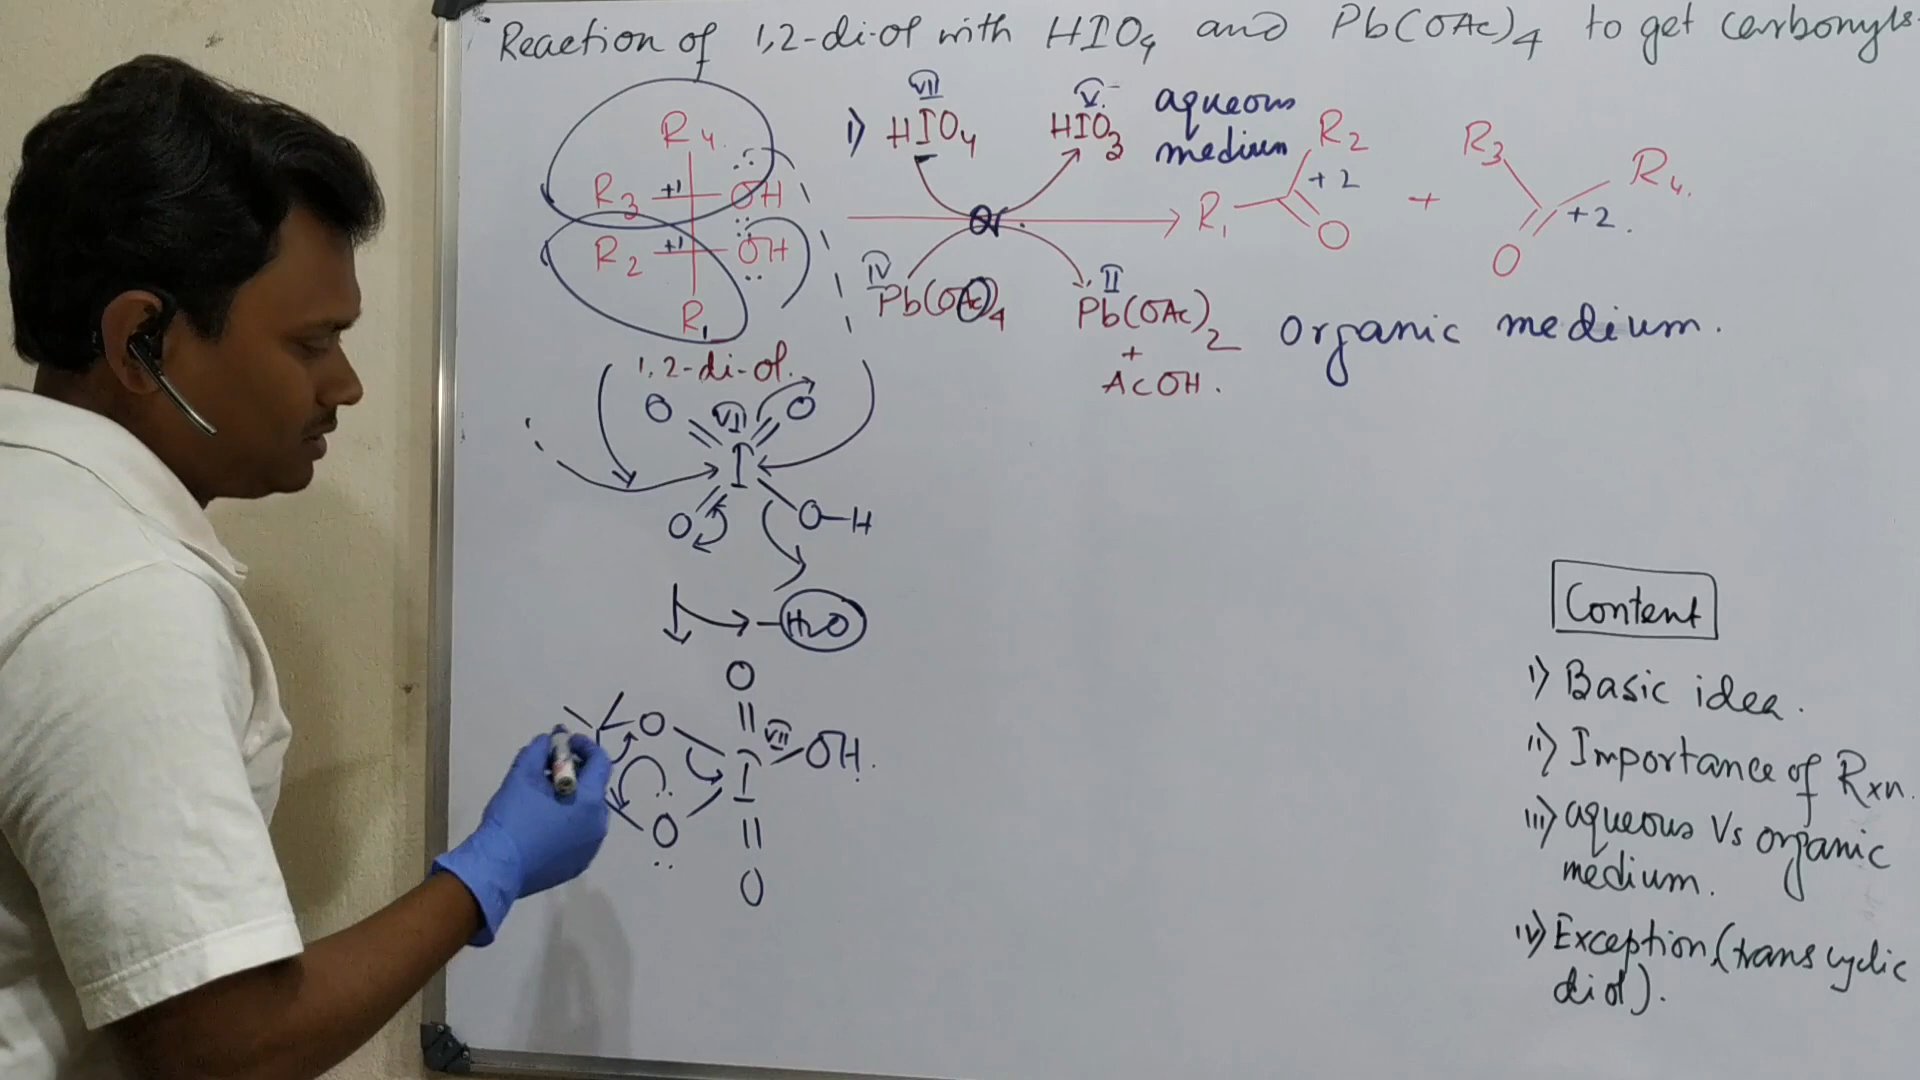 Reaction of 1,2-di-ol with HIO4 and Pb(OAc)4 to get carbonyls.
R4
R3 +1 OH
R2 +1 OH
R1
1,2-di-ol.
VII V
1) HIO4 HIO3 aqueous
medium
Or
IV II
Pb(OAc)4 Pb(OAc)2 organic medium.
+
AcOH.
R2
R1 +2
O
+
R3
R4.
+2.
O
O VII O
I
O O-H
-H2O
O
O VII OH.
I
O
O
Content
i) Basic idea.
ii) Importance of Rxn.
iii) aqueous Vs organic
medium.
iv) Exception (trans cyclic
diol).